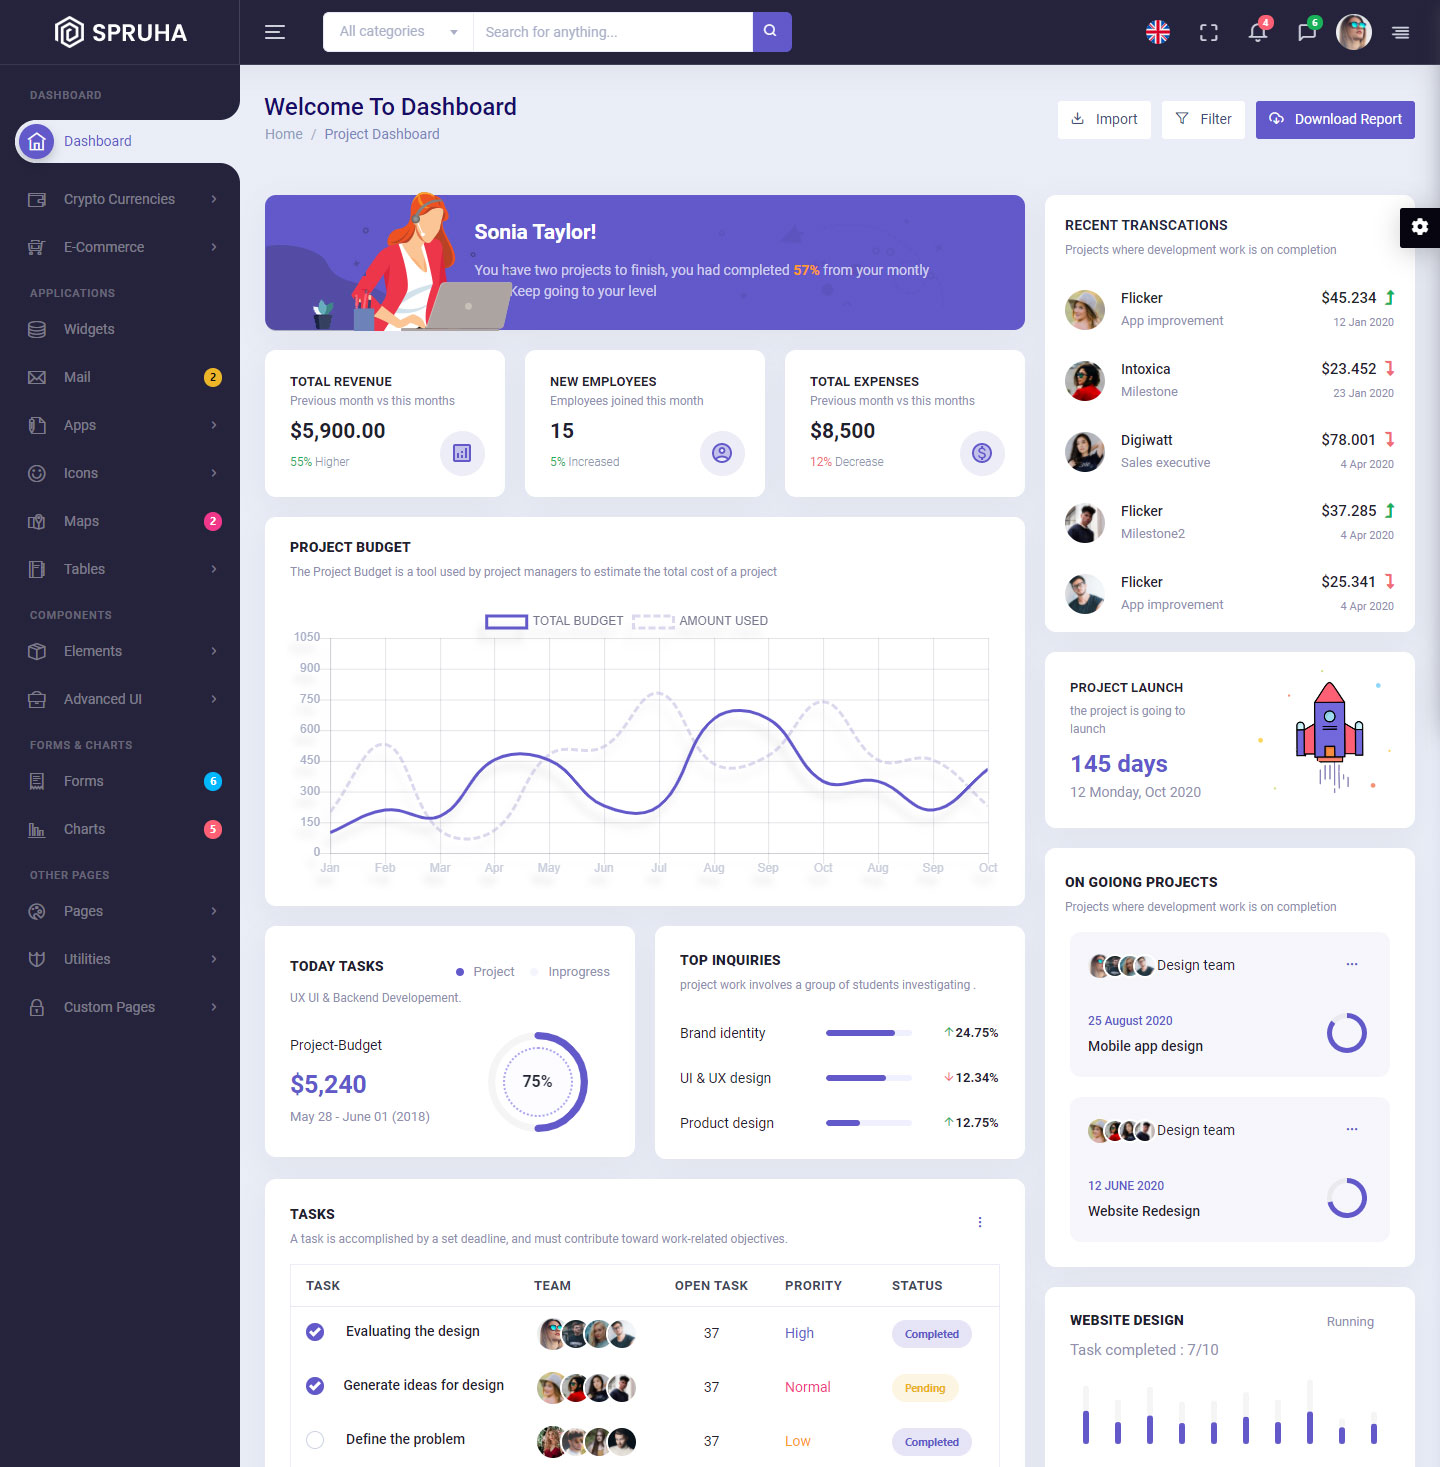 SPRUHA
All categories
Search for anything...
4
6
DASHBOARD
Dashboard
Crypto Currencies
E-Commerce
APPLICATIONS
Widgets
Mail
2
Apps
Icons
Maps
2
Tables
COMPONENTS
Elements
Advanced UI
FORMS & CHARTS
Forms
6
Charts
5
OTHER PAGES
Pages
Utilities
Custom Pages
Welcome To Dashboard
Home / Project Dashboard
Import
Filter
Download Report
Sonia Taylor!
You have two projects to finish, you had completed 57% from your montly
Keep going to your level
TOTAL REVENUE
Previous month vs this months
$5,900.00
55% Higher
NEW EMPLOYEES
Employees joined this month
15
5% Increased
TOTAL EXPENSES
Previous month vs this months
$8,500
12% Decrease
PROJECT BUDGET
The Project Budget is a tool used by project managers to estimate the total cost of a project
TOTAL BUDGET
AMOUNT USED
1050
900
750
600
450
300
150
0
Jan Feb Mar Apr May Jun Jul Aug Sep Oct Aug Sep Oct
TODAY TASKS
Project
Inprogress
UX UI & Backend Developement.
Project-Budget
$5,240
May 28 - June 01 (2018)
75%
TOP INQUIRIES
project work involves a group of students investigating .
Brand identity
24.75%
UI & UX design
12.34%
Product design
12.75%
TASKS
A task is accomplished by a set deadline, and must contribute toward work-related objectives.
TASK TEAM OPEN TASK PRORITY STATUS
Evaluating the design 37 High Completed
Generate ideas for design 37 Normal Pending
Define the problem 37 Low Completed
RECENT TRANSCATIONS
Projects where development work is on completion
Flicker $45.234
App improvement 12 Jan 2020
Intoxica $23.452
Milestone 23 Jan 2020
Digiwatt $78.001
Sales executive 4 Apr 2020
Flicker $37.285
Milestone2 4 Apr 2020
Flicker $25.341
App improvement 4 Apr 2020
PROJECT LAUNCH
the project is going to
launch
145 days
12 Monday, Oct 2020
ON GOIONG PROJECTS
Projects where development work is on completion
Design team
25 August 2020
Mobile app design
Design team
12 JUNE 2020
Website Redesign
WEBSITE DESIGN
Running
Task completed : 7/10